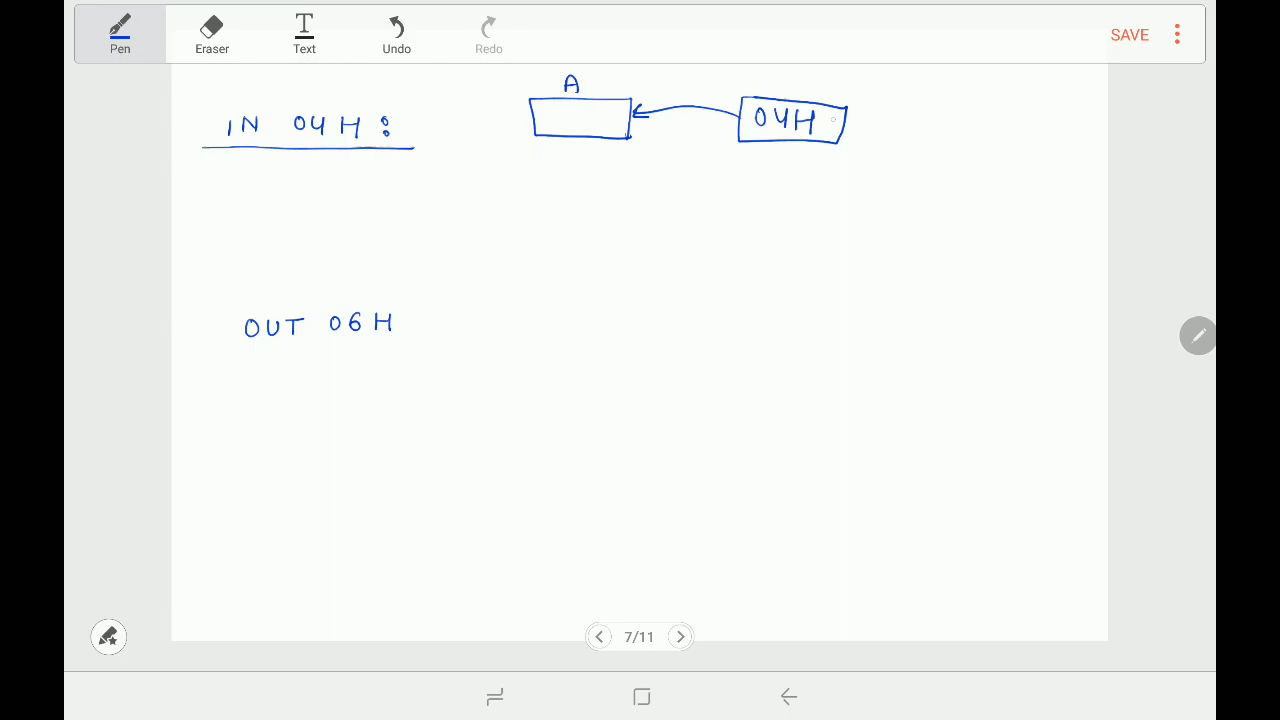 Pen Eraser Text Undo Redo SAVE
A
IN 04H : 04H
OUT 06H
7/11